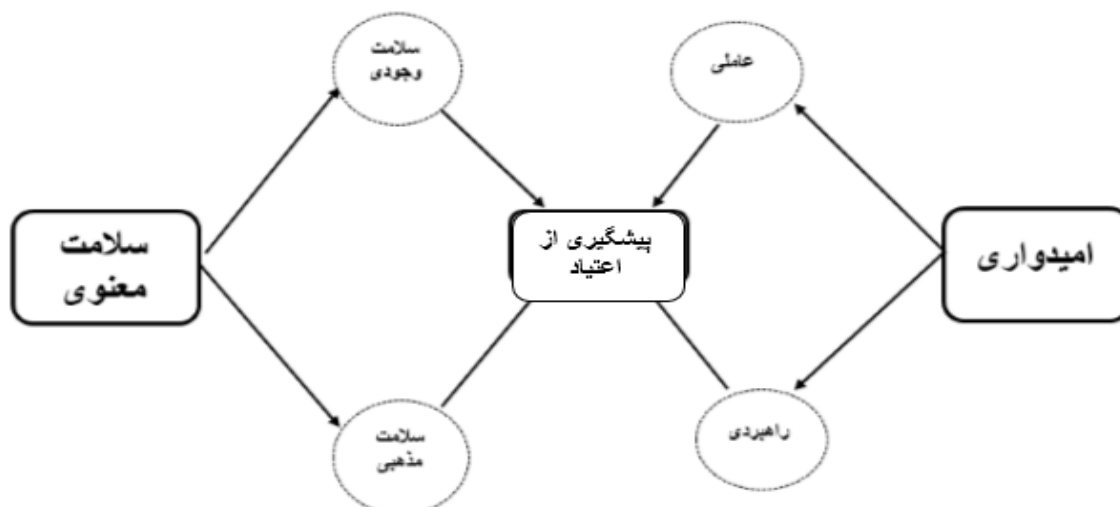 عاملی
سلامت
وجودی
امیدواری
پیشگیری از
اعتیاد
سلامت
معنوی
راهبردی
سلامت
مذهبی